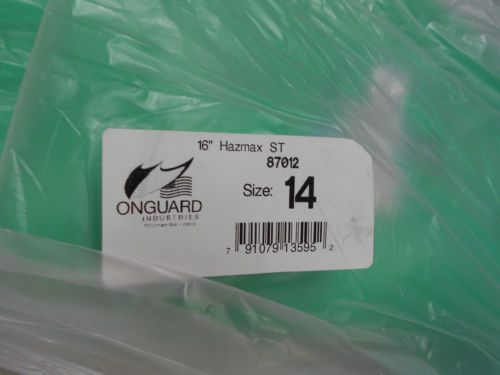 16" Hazmax ST
87012
Size: 14
ONGUARD
INDUSTRIES
7 91079 13595 2